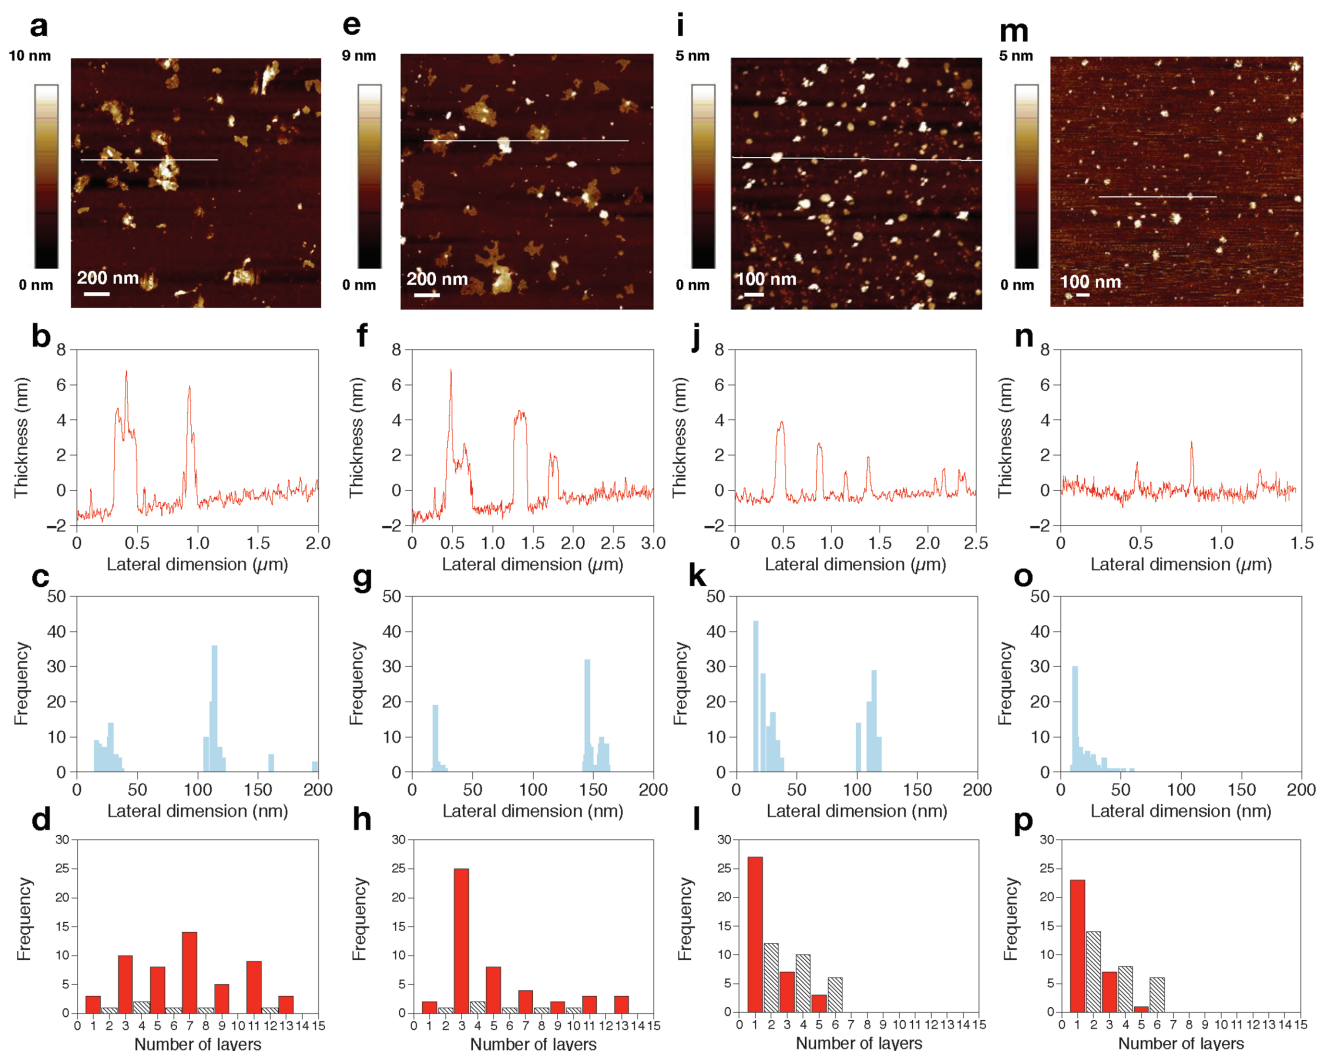 a e i m
10 nm 9 nm 5 nm 5 nm
0 nm 0 nm 0 nm 0 nm
200 nm 200 nm 100 nm 100 nm
b f j n
8 8 8 8
6 6 6 6
4 4 4 4
2 2 2 2
0 0 0 0
−2 −2 −2 −2
Thickness (nm) Thickness (nm) Thickness (nm) Thickness (nm)
0 0.5 1.0 1.5 2.0 0 0.5 1.0 1.5 2.0 2.5 3.0 0 0.5 1.0 1.5 2.0 2.5 0 0.5 1.0 1.5
Lateral dimension (µm) Lateral dimension (µm) Lateral dimension (µm) Lateral dimension (µm)
c g k o
50 50 50 50
40 40 40 40
30 30 30 30
20 20 20 20
10 10 10 10
0 0 0 0
Frequency Frequency Frequency Frequency
0 50 100 150 200 0 50 100 150 200 0 50 100 150 200 0 50 100 150 200
Lateral dimension (nm) Lateral dimension (nm) Lateral dimension (nm) Lateral dimension (nm)
d h l p
30 30 30 30
25 25 25 25
20 20 20 20
15 15 15 15
10 10 10 10
5 5 5 5
0 0 0 0
Frequency Frequency Frequency Frequency
0 1 2 3 4 5 6 7 8 9 10 11 12 13 14 15 0 1 2 3 4 5 6 7 8 9 10 11 12 13 14 15 0 1 2 3 4 5 6 7 8 9 10 11 12 13 14 15 0 1 2 3 4 5 6 7 8 9 10 11 12 13 14 15
Number of layers Number of layers Number of layers Number of layers